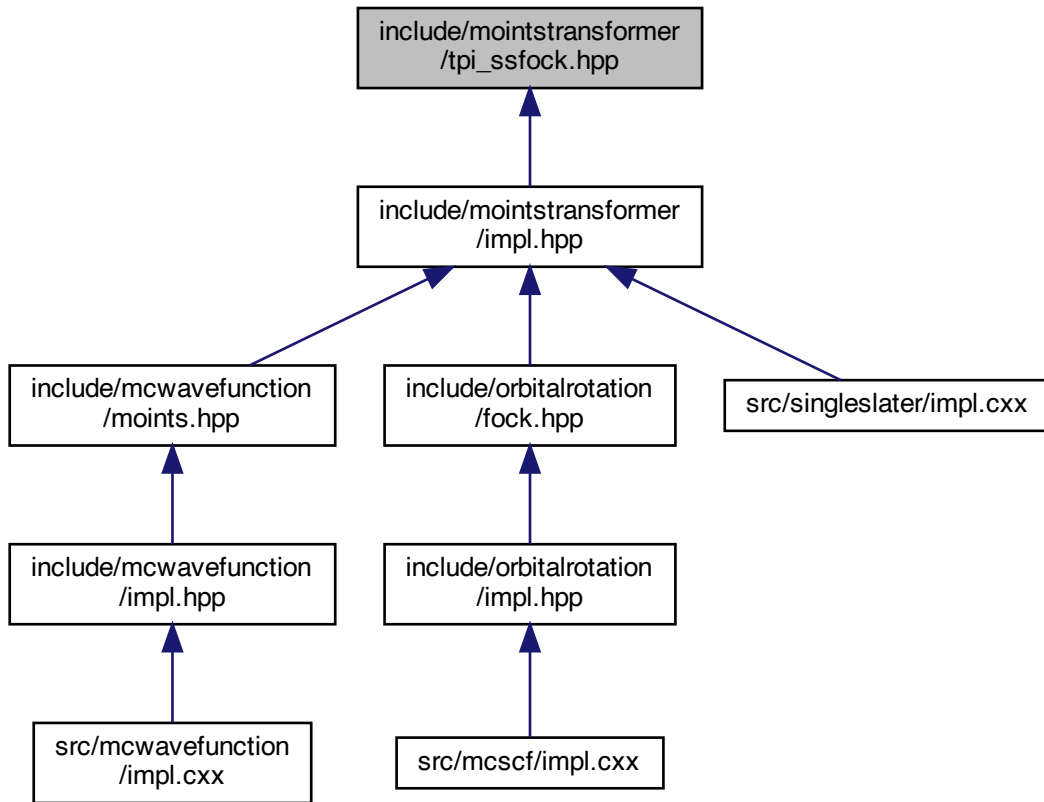 include/mointstransformer
/tpi_ssfock.hpp
include/mointstransformer
/impl.hpp
include/mcwavefunction
/moints.hpp
include/orbitalrotation
/fock.hpp
src/singleslater/impl.cxx
include/mcwavefunction
/impl.hpp
include/orbitalrotation
/impl.hpp
src/mcwavefunction
/impl.cxx
src/mcscf/impl.cxx